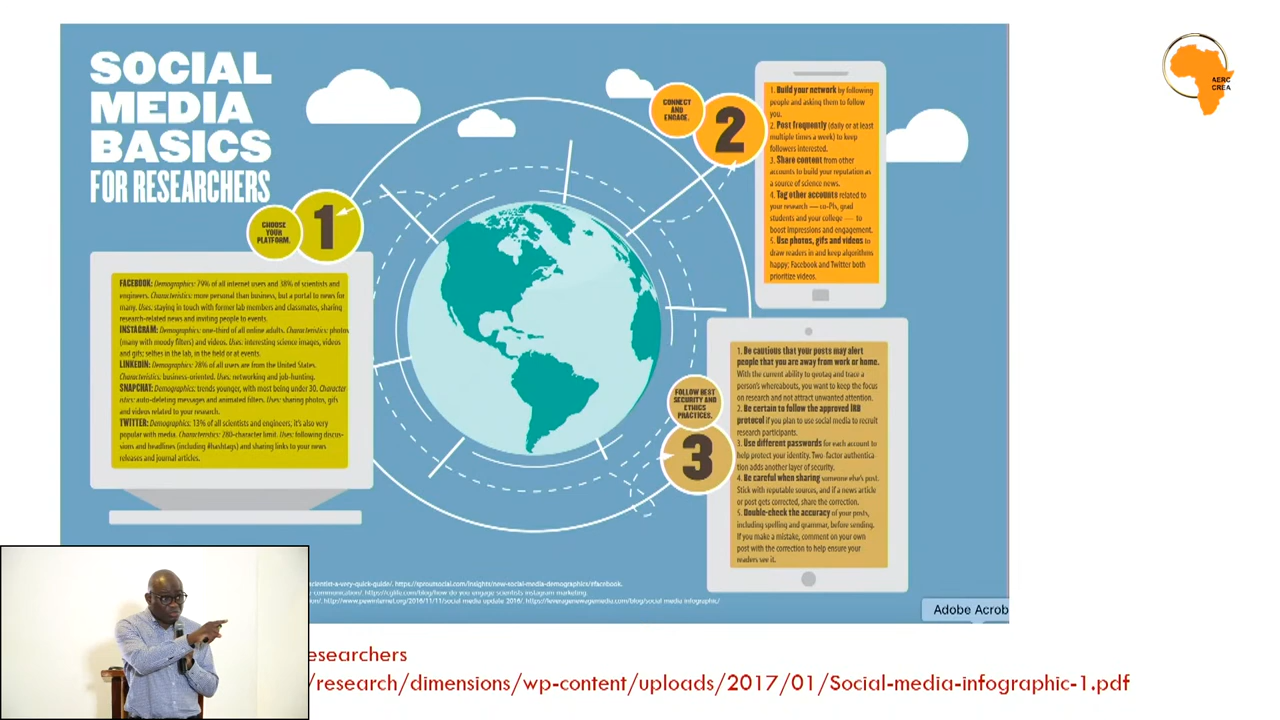 SOCIAL
MEDIA
BASICS
FOR RESEARCHERS
CHOOSE
YOUR
PLATFORM.
1
FACEBOOK: Demographics: 79% of all internet users and 38% of scientists and
engineers. Characteristics: more personal than business, but a portal to news for
many. Uses: staying in touch with former lab members and classmates, sharing
research-related news and inviting people to events.
INSTAGRAM: Demographics: one-third of all online adults. Characteristics: photos
(many with moody filters) and videos. Uses: interesting science images, videos
and gifs; selfies in the lab, in the field or at events.
LINKEDIN: Demographics: 28% of all users are from the United States.
Characteristics: business-oriented. Uses: networking and job-hunting.
SNAPCHAT: Demographics: trends younger, with most being under 30. Character
itics: auto-deleting messages and animated filters. Uses: sharing photos, gifs
and videos related to your research.
TWITTER: Demographics: 13% of all scientists and engineers, it's also very
popular with media. Characteristics: 280-character limit. Uses: following discus-
sions and headlines (including #hashtags) and sharing links to your news
releases and journal articles.
CONNECT
AND
ENGAGE.
2
1. Build your network by following
people and asking them to follow
you.
2. Post frequently (daily or at least
multiple times a week) to keep
followers interested.
3. Share content from other
accounts to build your reputation as
a source of science news.
4. Tag other accounts related to
your research — co-PIs, grad
students and your college — to
boost impressions and engagement.
5. Use photos, gifs and videos to
draw readers in and keep algorithms
happy; Facebook and Twitter both
prioritize videos.
FOLLOW BEST
SECURITY AND
ETHICS
PRACTICES.
3
1. Be cautious that your posts may alert
people that you are away from work or home.
With the current ability to geotag and trace a
person's whereabouts, you want to keep the focus
on research and not attract unwanted attention.
2. Be certain to follow the approved IRB
protocol if you plan to use social media to recruit
research participants.
3. Use different passwords for each account to
help protect your identity. Two-factor authentica-
tion adds another layer of security.
4. Be careful when sharing someone else's post.
Stick with reputable sources, and if a news article
or post gets corrected, share the correction.
5. Double-check the accuracy of your posts,
including spelling and grammar, before sending.
If you make a mistake, comment on your own
post with the correction to help ensure your
readers see it.
scientist-a-very-quick-guide/. https://sproutsocial.com/insights/new-social-media-demographics/#facebook.
Adobe Acrob
AERC
CREA
esearchers
/research/dimensions/wp-content/uploads/2017/01/Social-media-infographic-1.pdf